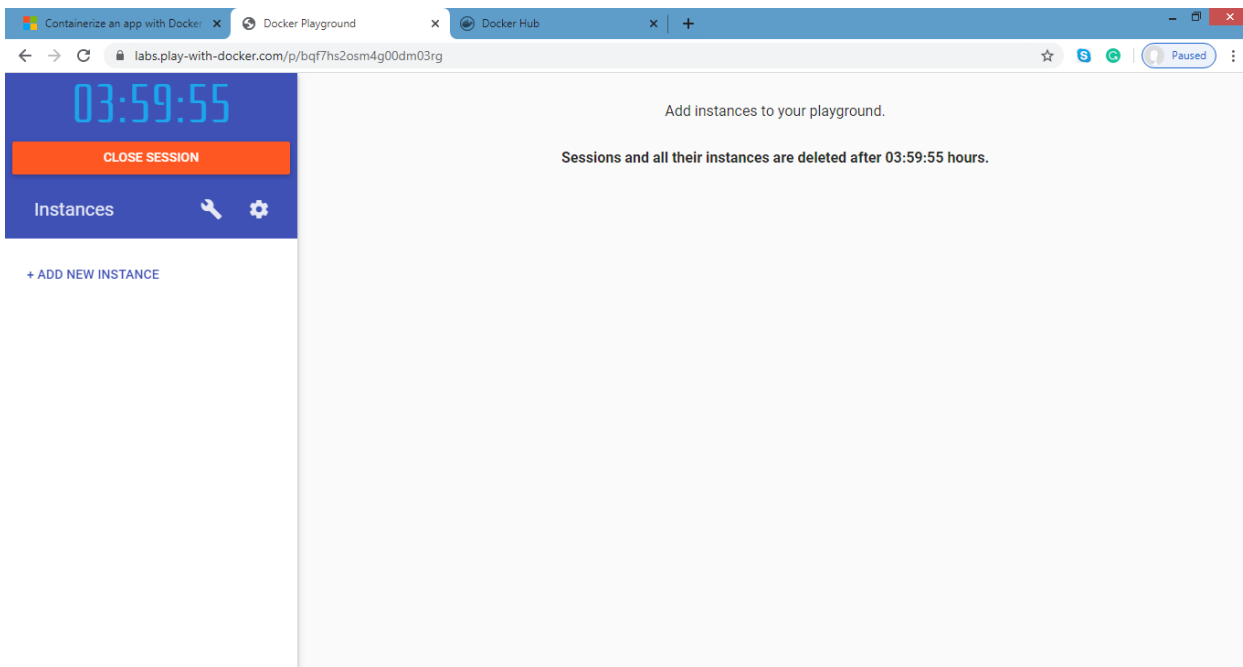 Containerize an app with Docker
Docker Playground
Docker Hub
labs.play-with-docker.com/p/bqf7hs2osm4g00dm03rg
S
G
Paused
03:59:55
CLOSE SESSION
Instances
+ ADD NEW INSTANCE
Add instances to your playground.
Sessions and all their instances are deleted after 03:59:55 hours.